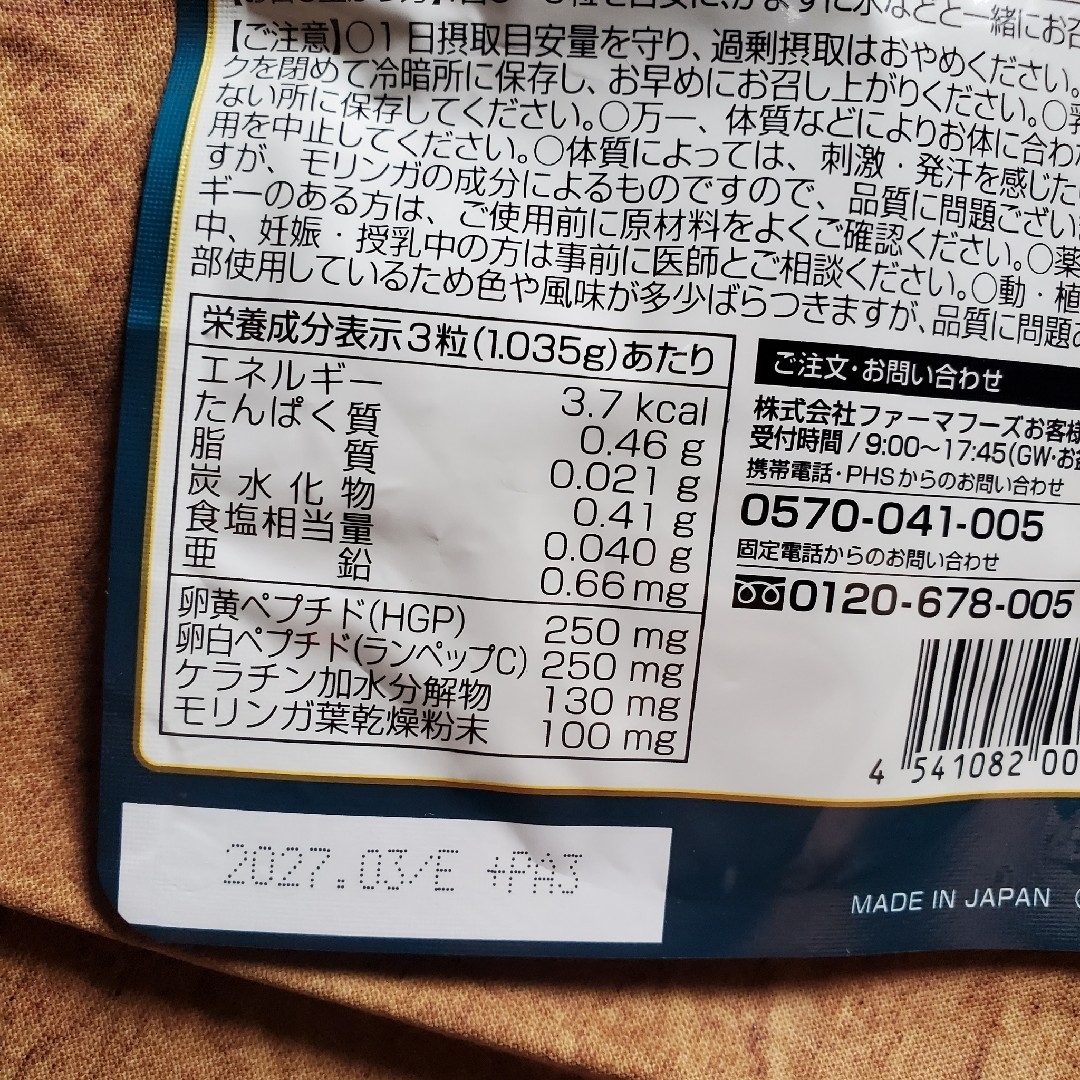 【ご注意】○1日摂取目安量を守り、過剰摂取はおやめください。
クを閉めて冷暗所に保存し、お早めにお召し上がりください。○
ない所に保存してください。○万一、体質などによりお体に合わ
用を中止してください。○体質によっては、刺激・発汗を感じた
すが、モリンガの成分によるものですので、品質に問題ござい
ギーのある方は、ご使用前に原材料をよくご確認ください。○薬
中、妊娠・授乳中の方は事前に医師とご相談ください。○動・植
部使用しているため色や風味が多少ばらつきますが、品質に問題
栄養成分表示3粒(1.035g)あたり
エネルギー 3.7 kcal
たんぱく質 0.46 g
脂質 0.021 g
炭水化物 0.41 g
食塩相当量 0.040 g
亜鉛 0.66 mg
卵黄ペプチド(HGP) 250 mg
卵白ペプチド(ランペップC) 250 mg
ケラチン加水分解物 130 mg
モリンガ葉乾燥粉末 100 mg
ご注文・お問い合わせ
株式会社ファーマフーズお客様
受付時間/9:00~17:45(GW・お
携帯電話・PHSからのお問い合わせ
0570-041-005
固定電話からのお問い合わせ
0120-678-005
4 541082 00
2027.03/E +PA3
MADE IN JAPAN